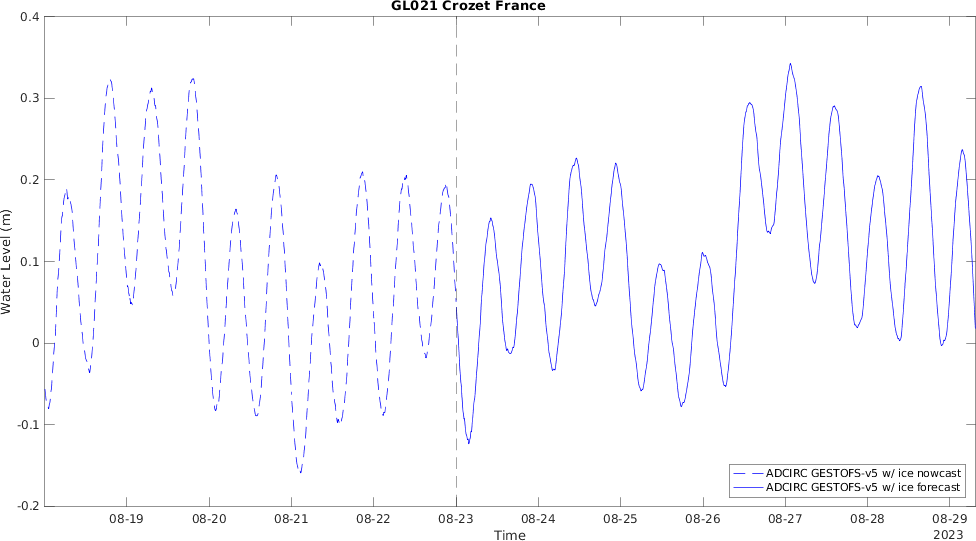 GL021 Crozet France
0.4
0.3
0.2
0.1
0
-0.1
-0.2
Water Level (m)
08-19 08-20 08-21 08-22 08-23 08-24 08-25 08-26 08-27 08-28 08-29
2023
Time
ADCIRC GESTOFS-v5 w/ ice nowcast
ADCIRC GESTOFS-v5 w/ ice forecast